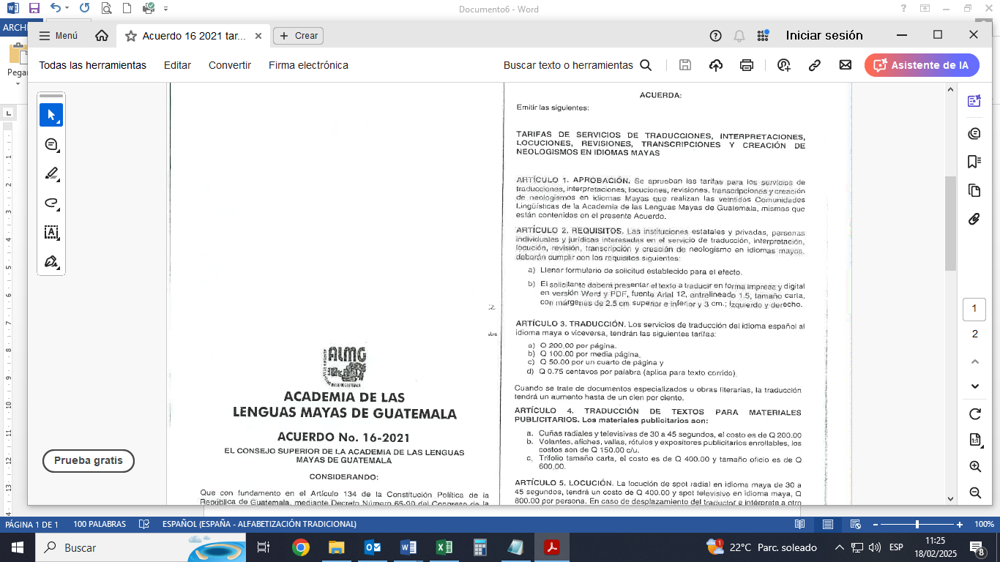 Documento6 - Word
ARCH
Pegar
Menú
Acuerdo 16 2021 tar...
Crear
Iniciar sesión
Todas las herramientas
Editar
Convertir
Firma electrónica
Buscar texto o herramientas
Asistente de IA
ALMG
ACADEMIA DE LAS
LENGUAS MAYAS DE GUATEMALA
ACUERDO No. 16-2021
EL CONSEJO SUPERIOR DE LA ACADEMIA DE LAS LENGUAS
MAYAS DE GUATEMALA
CONSIDERANDO:
Que con fundamento en el Artículo 134 de la Constitución Política de la
República de Guatemala, mediante Decreto Número 65-90 del Congreso de la
ACUERDA:
Emitir las siguientes:
TARIFAS DE SERVICIOS DE TRADUCCIONES, INTERPRETACIONES,
LOCUCIONES, REVISIONES, TRANSCRIPCIONES Y CREACIÓN DE
NEOLOGISMOS EN IDIOMAS MAYAS
ARTÍCULO 1. APROBACIÓN. Se aprueban las tarifas para los servicios de
traducciones, interpretaciones, locuciones, revisiones, transcripciones y creación
de neologismos en idiomas Mayas que realizan las veintidós Comunidades
Lingüísticas de la Academia de las Lenguas Mayas de Guatemala, mismas que
están contenidas en el presente Acuerdo.
ARTÍCULO 2. REQUISITOS. Las instituciones estatales y privadas, personas
individuales y jurídicas interesadas en el servicio de traducción, interpretación,
locución, revisión, transcripción y creación de neologismo en idiomas mayas,
deberán cumplir con los requisitos siguientes:
a) Llenar formulario de solicitud establecido para el efecto.
b) El solicitante deberá presentar el texto a traducir en forma impresa y digital
en versión Word y PDF, fuente Arial 12, entrelineado 1.5, tamaño carta,
con márgenes de 2.5 cm superior e inferior y 3 cm.; izquierdo y derecho.
ARTÍCULO 3. TRADUCCIÓN. Los servicios de traducción del idioma español al
idioma maya o viceversa, tendrán las siguientes tarifas:
a) Q 200.00 por página.
b) Q 100.00 por media página,
c) Q 50.00 por un cuarto de página y
d) Q 0.75 centavos por palabra (aplica para texto corrido).
Cuando se trate de documentos especializados u obras literarias, la traducción
tendrá un aumento hasta de un cien por ciento.
ARTÍCULO 4. TRADUCCIÓN DE TEXTOS PARA MATERIALES
PUBLICITARIOS. Los materiales publicitarios son:
a. Cuñas radiales y televisivas de 30 a 45 segundos, el costo es de Q 200.00
b. Volantes, afiches, vallas, rótulos y expositores publicitarios enrollables, los
costos son de Q 150.00 c/u.
c. Trifolio tamaño carta, el costo es de Q 400.00 y tamaño oficio es de Q
600.00.
ARTÍCULO 5. LOCUCIÓN. La locución de spot radial en idioma maya de 30 a
45 segundos, tendrá un costo de Q 400.00 y spot televisivo en idioma maya, Q
800.00 por persona. En caso de desplazamiento del traductor e intérprete a otro
1
2
Prueba gratis
PÁGINA 1 DE 1
100 PALABRAS
ESPAÑOL (ESPAÑA - ALFABETIZACIÓN TRADICIONAL)
100%
Buscar
22°C Parc. soleado
ESP
11:25
18/02/2025
8